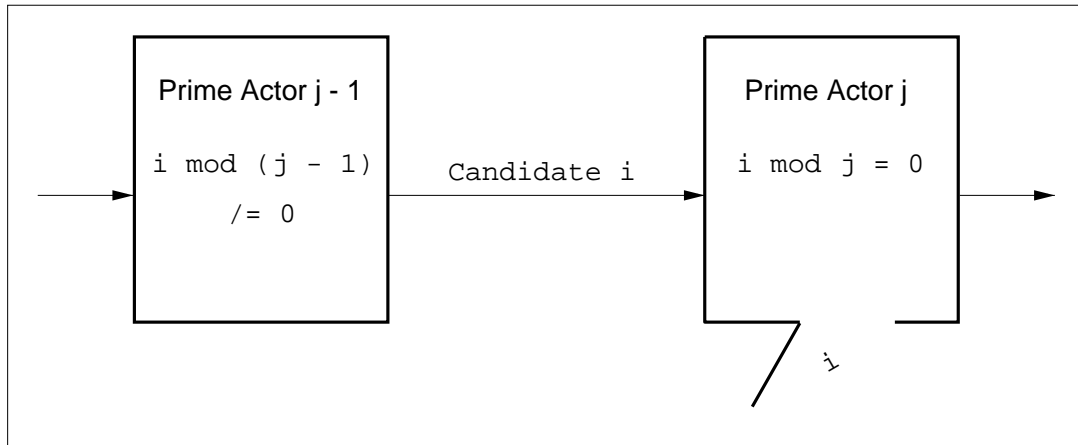 Prime Actor j - 1
i mod (j - 1)
/= 0
Candidate i
Prime Actor j
i mod j = 0
i